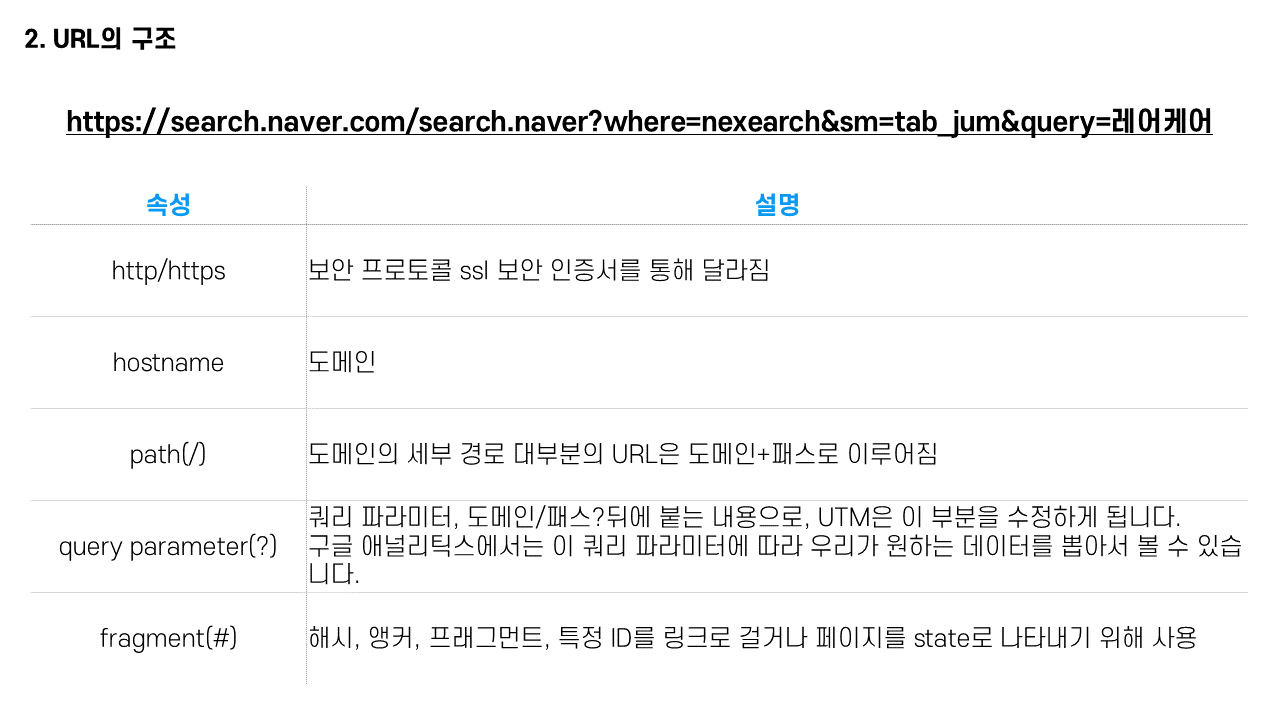 2. URL의 구조
https://search.naver.com/search.naver?where=nexearch&sm=tab_jum&query=레어케어
속성 설명
http/https 보안 프로토콜 ssl 보안 인증서를 통해 달라짐
hostname 도메인
path(/) 도메인의 세부 경로 대부분의 URL은 도메인+패스로 이루어짐
query parameter(?) 쿼리 파라미터, 도메인/패스?뒤에 붙는 내용으로, UTM은 이 부분을 수정하게 됩니다.
구글 애널리틱스에서는 이 쿼리 파라미터에 따라 우리가 원하는 데이터를 뽑아서 볼 수 있습
니다.
fragment(#) 해시, 앵커, 프래그먼트, 특정 ID를 링크로 걸거나 페이지를 state로 나타내기 위해 사용